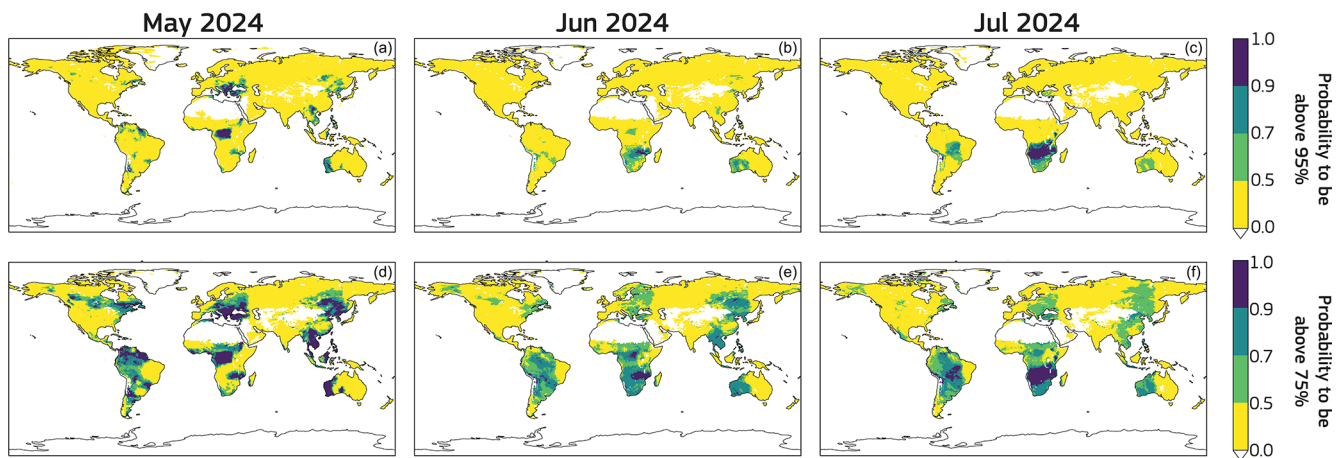 May 2024
Jun 2024
Jul 2024
(a)
(b)
(c)
1.0
0.9
0.7
0.5
0.0
Probability to be
above 95%
(d)
(e)
(f)
1.0
0.9
0.7
0.5
0.0
Probability to be
above 75%